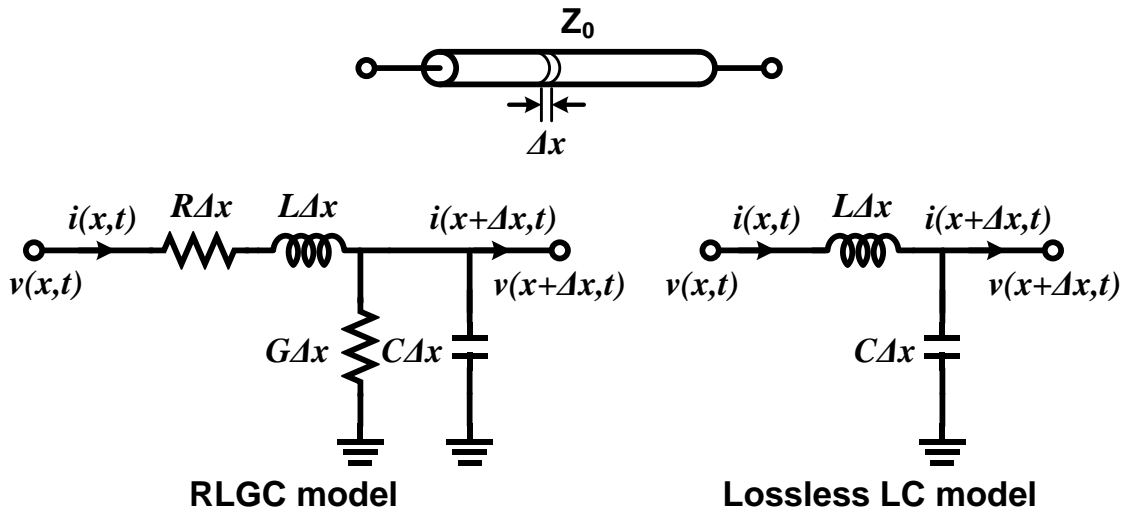 Z₀
Δx
i(x,t) RΔx LΔx i(x+Δx,t)
v(x,t) v(x+Δx,t)
GΔx CΔx
RLGC model
i(x,t) LΔx i(x+Δx,t)
v(x,t) v(x+Δx,t)
CΔx
Lossless LC model